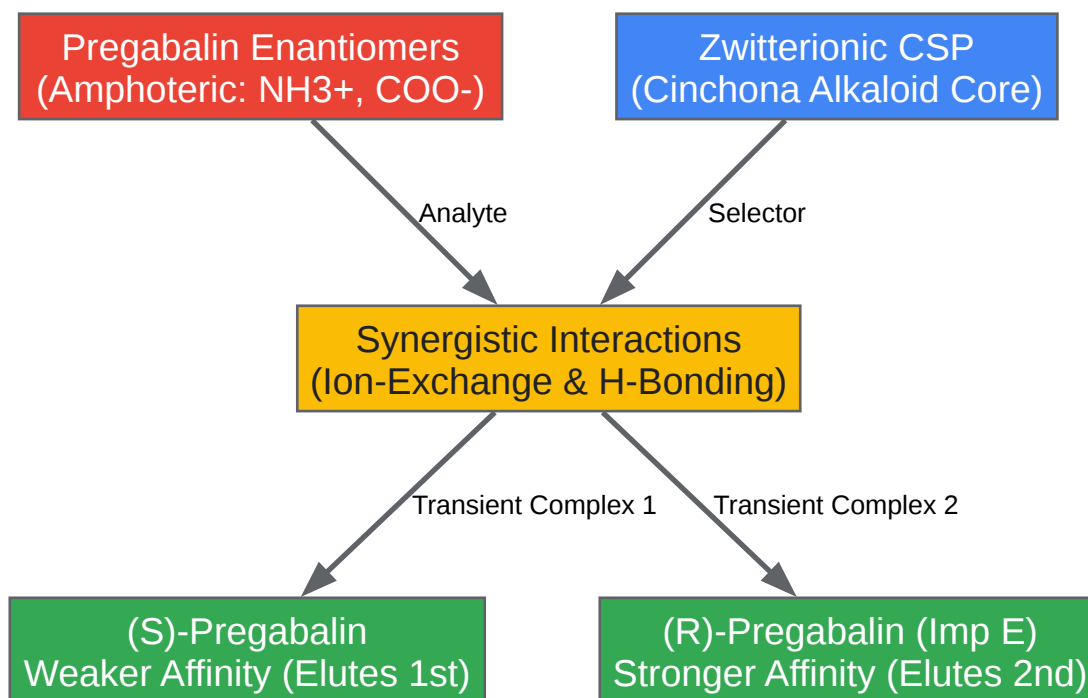 Pregabalin Enantiomers
(Amphoteric: NH3+, COO-)
Zwitterionic CSP
(Cinchona Alkaloid Core)
Analyte
Selector
Synergistic Interactions
(Ion-Exchange & H-Bonding)
Transient Complex 1
Transient Complex 2
(S)-Pregabalin
Weaker Affinity (Elutes 1st)
(R)-Pregabalin (Imp E)
Stronger Affinity (Elutes 2nd)